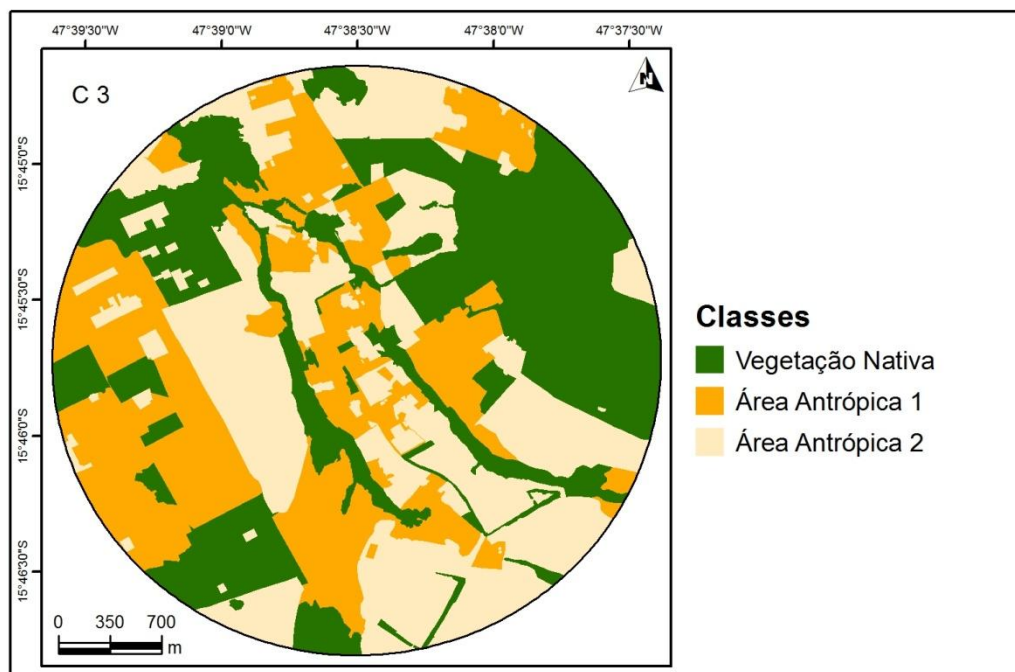 47°39'30"W 47°39'0"W 47°38'30"W 47°38'0"W 47°37'30"W
C 3
N
15°45'0"S
15°45'30"S
15°46'0"S
15°46'30"S
0 350 700
m
Classes
Vegetação Nativa
Área Antrópica 1
Área Antrópica 2